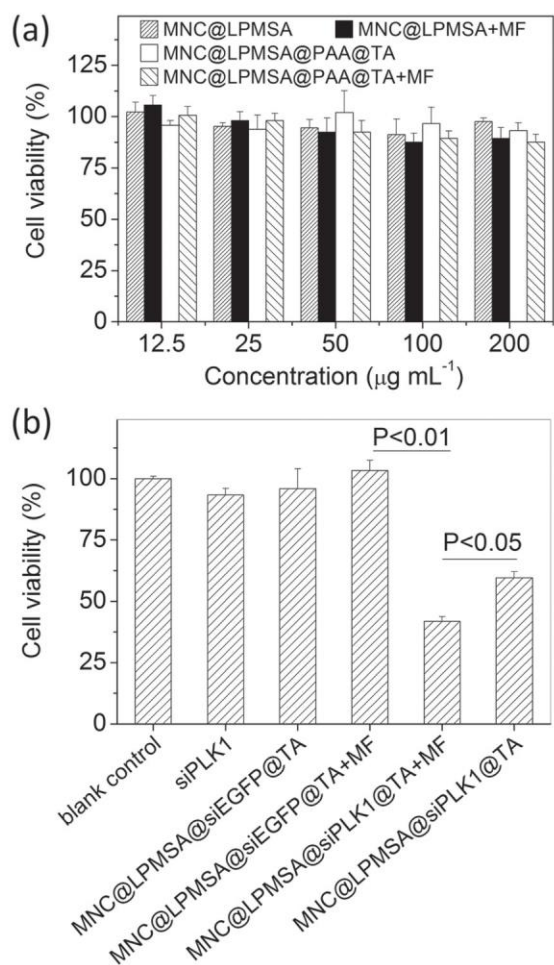 (a)
MNC@LPMSA MNC@LPMSA+MF
MNC@LPMSA@PAA@TA
MNC@LPMSA@PAA@TA+MF
Cell viability (%)
125
100
75
50
25
0
12.5 25 50 100 200
Concentration (µg mL⁻¹)
(b)
Cell viability (%)
100
75
50
25
0
P<0.01
P<0.05
blank control
siPLK1
MNC@LPMSA@siEGFP@TA
MNC@LPMSA@siEGFP@TA+MF
MNC@LPMSA@siPLK1@TA+MF
MNC@LPMSA@siPLK1@TA